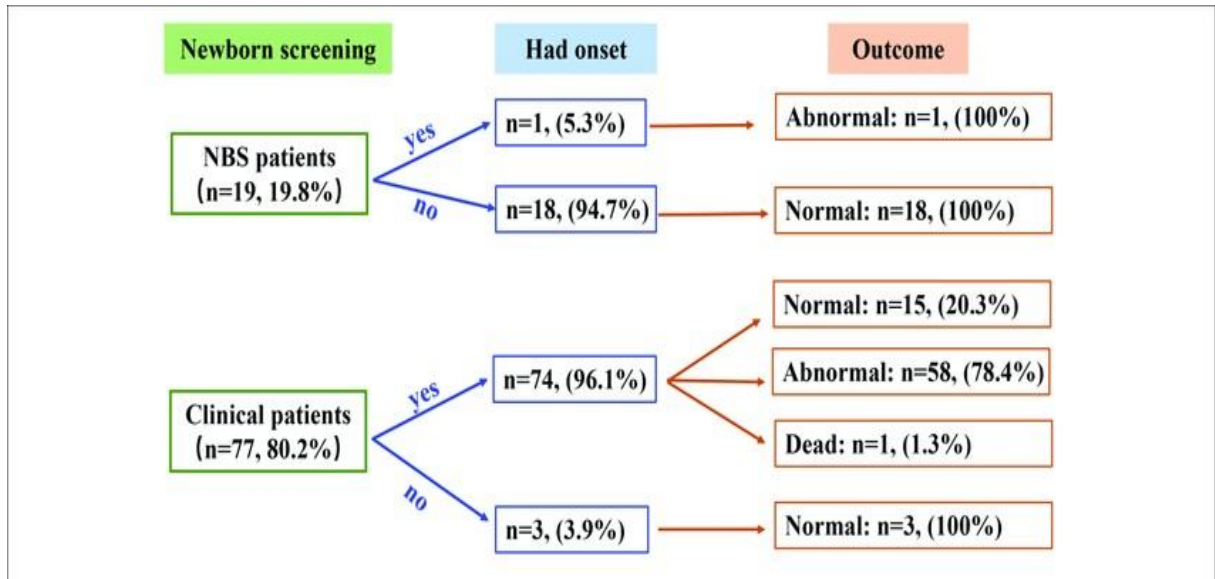 Newborn screening
Had onset
Outcome
NBS patients
(n=19, 19.8%)
yes
no
n=1, (5.3%)
Abnormal: n=1, (100%)
n=18, (94.7%)
Normal: n=18, (100%)
Clinical patients
(n=77, 80.2%)
yes
no
n=74, (96.1%)
Normal: n=15, (20.3%)
Abnormal: n=58, (78.4%)
Dead: n=1, (1.3%)
n=3, (3.9%)
Normal: n=3, (100%)